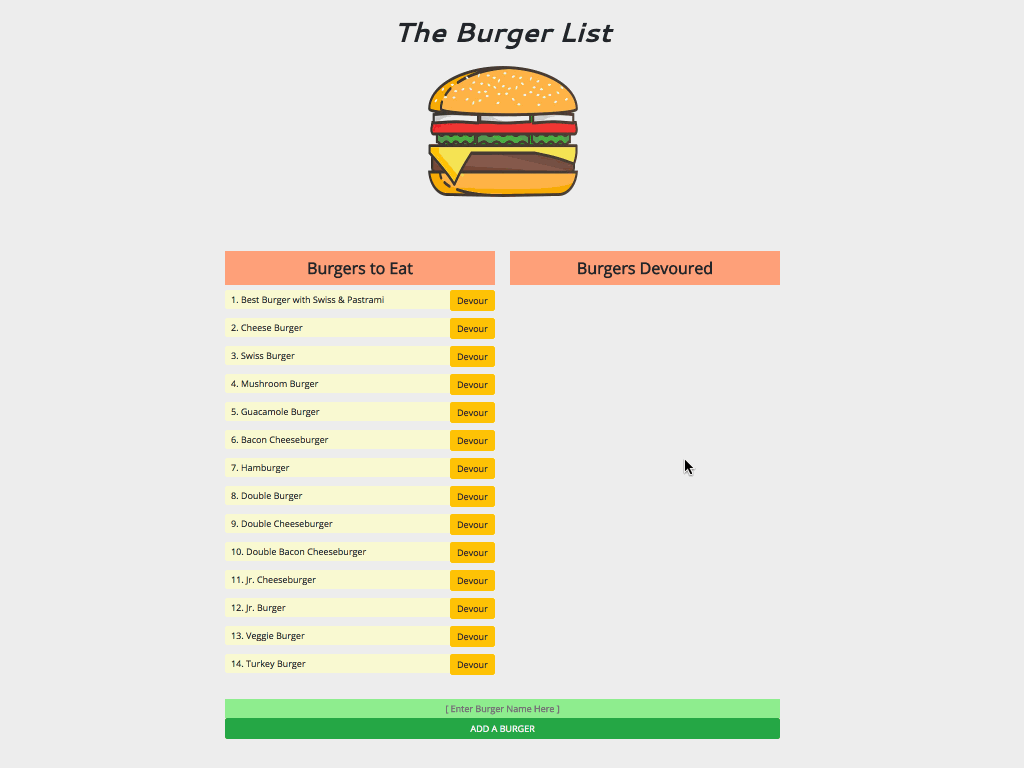 The Burger List
Burgers to Eat
Burgers Devoured
1. Best Burger with Swiss & Pastrami
Devour
2. Cheese Burger
Devour
3. Swiss Burger
Devour
4. Mushroom Burger
Devour
5. Guacamole Burger
Devour
6. Bacon Cheeseburger
Devour
7. Hamburger
Devour
8. Double Burger
Devour
9. Double Cheeseburger
Devour
10. Double Bacon Cheeseburger
Devour
11. Jr. Cheeseburger
Devour
12. Jr. Burger
Devour
13. Veggie Burger
Devour
14. Turkey Burger
Devour
[ Enter Burger Name Here ]
ADD A BURGER